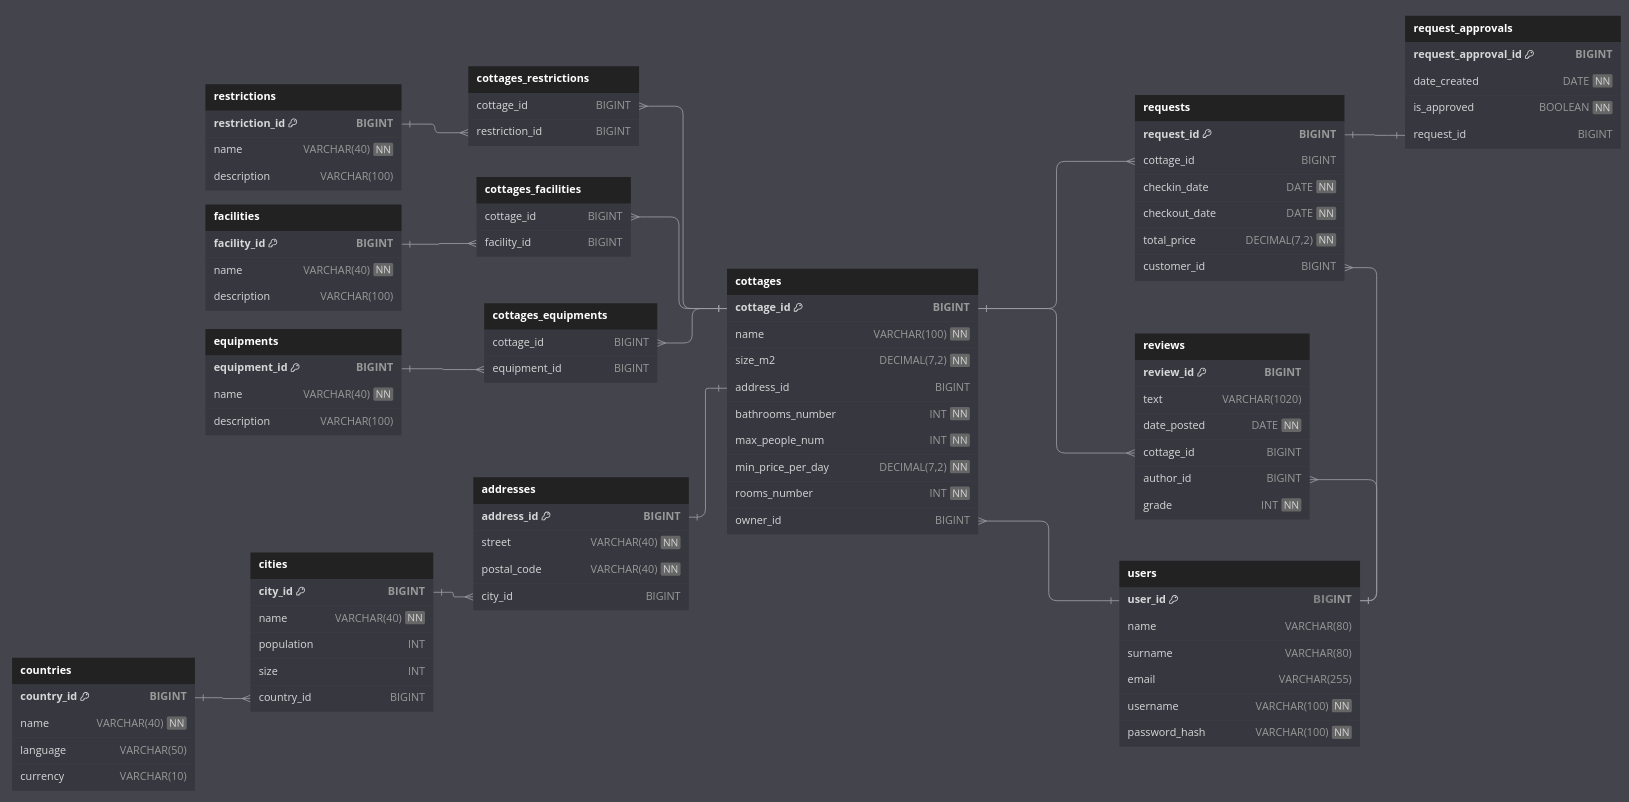 request_approvals
request_approval_id BIGINT
date_created DATE NN
is_approved BOOLEAN NN
request_id BIGINT
cottages_restrictions
cottage_id BIGINT
restriction_id BIGINT
restrictions
restriction_id BIGINT
name VARCHAR(40) NN
description VARCHAR(100)
requests
request_id BIGINT
cottage_id BIGINT
checkin_date DATE NN
checkout_date DATE NN
total_price DECIMAL(7,2) NN
customer_id BIGINT
cottages_facilities
cottage_id BIGINT
facility_id BIGINT
facilities
facility_id BIGINT
name VARCHAR(40) NN
description VARCHAR(100)
cottages
cottage_id BIGINT
name VARCHAR(100) NN
size_m2 DECIMAL(7,2) NN
address_id BIGINT
bathrooms_number INT NN
max_people_num INT NN
min_price_per_day DECIMAL(7,2) NN
rooms_number INT NN
owner_id BIGINT
cottages_equipments
cottage_id BIGINT
equipment_id BIGINT
equipments
equipment_id BIGINT
name VARCHAR(40) NN
description VARCHAR(100)
reviews
review_id BIGINT
text VARCHAR(1020)
date_posted DATE NN
cottage_id BIGINT
author_id BIGINT
grade INT NN
addresses
address_id BIGINT
street VARCHAR(40) NN
postal_code VARCHAR(40) NN
city_id BIGINT
cities
city_id BIGINT
name VARCHAR(40) NN
population INT
size INT
country_id BIGINT
users
user_id BIGINT
name VARCHAR(80)
surname VARCHAR(80)
email VARCHAR(255)
username VARCHAR(100) NN
password_hash VARCHAR(100) NN
countries
country_id BIGINT
name VARCHAR(40) NN
language VARCHAR(50)
currency VARCHAR(10)